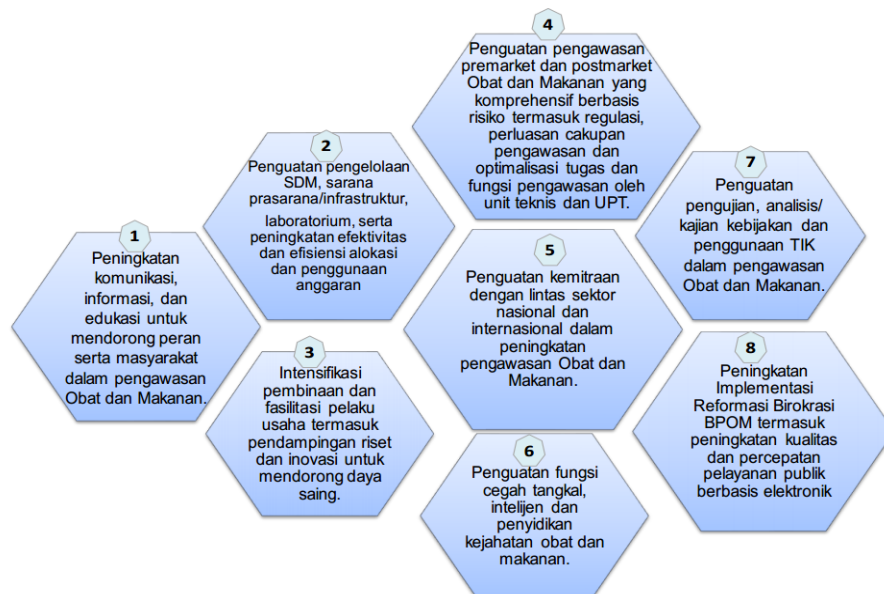 1
Peningkatan
komunikasi,
informasi, dan
edukasi untuk
mendorong peran
serta masyarakat
dalam pengawasan
Obat dan Makanan.
2
Penguatan pengelolaan
SDM, sarana
prasarana/infrastruktur,
laboratorium, serta
peningkatan efektivitas
dan efisiensi alokasi
dan penggunaan
anggaran
3
Intensifikasi
pembinaan dan
fasilitasi pelaku
usaha termasuk
pendampingan riset
dan inovasi untuk
mendorong daya
saing.
4
Penguatan pengawasan
premarket dan postmarket
Obat dan Makanan yang
komprehensif berbasis
risiko termasuk regulasi,
perluasan cakupan
pengawasan dan
optimalisasi tugas dan
fungsi pengawasan oleh
unit teknis dan UPT.
5
Penguatan kemitraan
dengan lintas sektor
nasional dan
internasional dalam
peningkatan
pengawasan Obat dan
Makanan.
6
Penguatan fungsi
cegah tangkal,
intelijen dan
penyidikan
kejahatan obat dan
makanan.
7
Penguatan
pengujian, analisis/
kajian kebijakan dan
penggunaan TIK
dalam pengawasan
Obat dan Makanan.
8
Peningkatan
Implementasi
Reformasi Birokrasi
BPOM termasuk
peningkatan kualitas
dan percepatan
pelayanan publik
berbasis elektronik